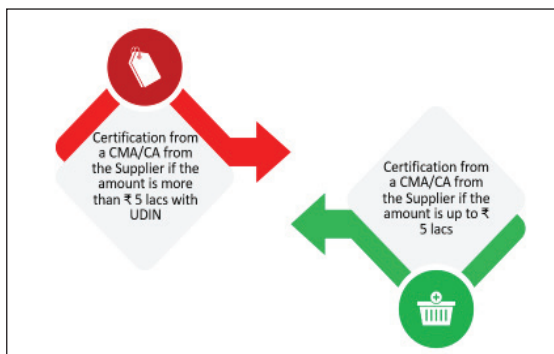 Certification from
a CMA/CA from
the Supplier if the
amount is more
than ₹ 5 lacs with
UDIN
Certification from
a CMA/CA from
the Supplier if the
amount is up to ₹
5 lacs